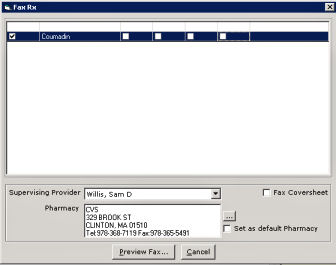 Fax Rx
Coumadin
Supervising Provider Willis, Sam D Fax Coversheet
Pharmacy CVS
329 BROOK ST
CLINTON, MA 01510
Tel:978-368-7119 Fax:978-365-5491
...
Set as default Pharmacy
Preview Fax... Cancel